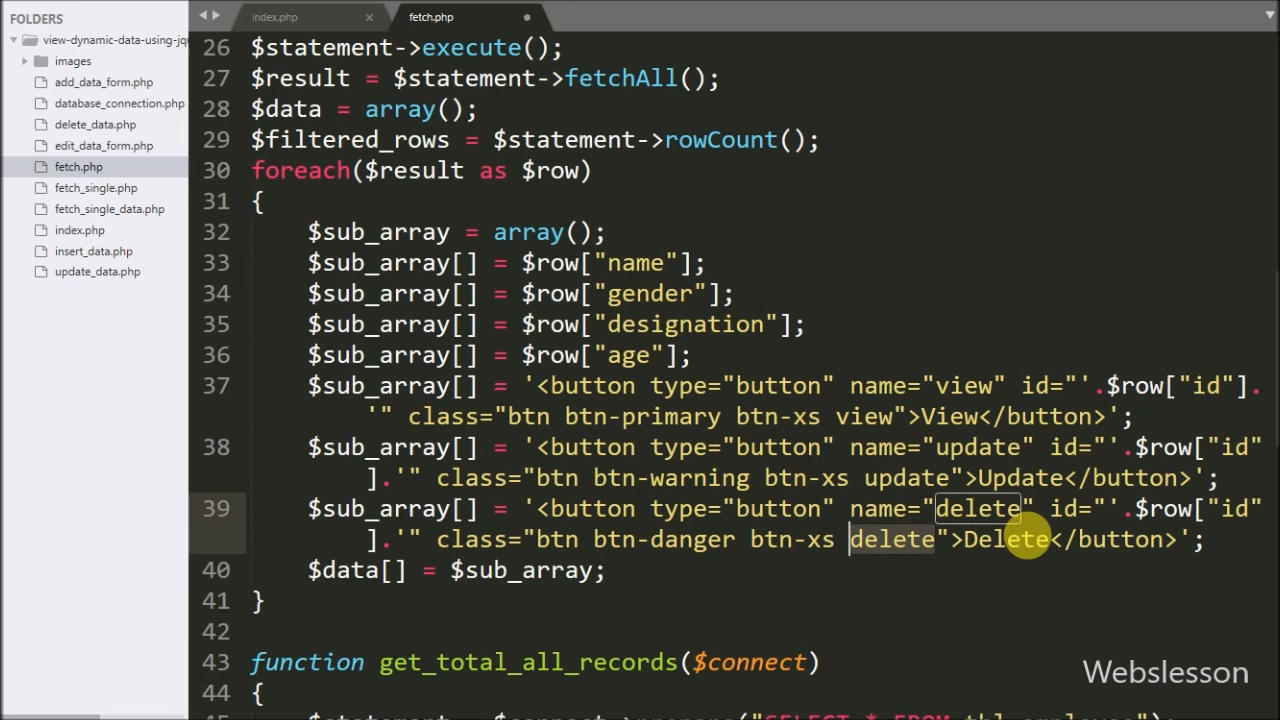 FOLDERS
view-dynamic-data-using-jq
images
add_data_form.php
database_connection.php
delete_data.php
edit_data_form.php
fetch.php
fetch_single.php
fetch_single_data.php
index.php
insert_data.php
update_data.php
index.php
fetch.php
26 $statement->execute();
27 $result = $statement->fetchAll();
28 $data = array();
29 $filtered_rows = $statement->rowCount();
30 foreach($result as $row)
31 {
32 $sub_array = array();
33 $sub_array[] = $row["name"];
34 $sub_array[] = $row["gender"];
35 $sub_array[] = $row["designation"];
36 $sub_array[] = $row["age"];
37 $sub_array[] = '<button type="button" name="view" id="'.$row["id"].
'" class="btn btn-primary btn-xs view">View</button>';
38 $sub_array[] = '<button type="button" name="update" id="'.$row["id"
].'" class="btn btn-warning btn-xs update">Update</button>';
39 $sub_array[] = '<button type="button" name="delete" id="'.$row["id"
].'" class="btn btn-danger btn-xs delete">Delete</button>';
40 $data[] = $sub_array;
41 }
42
43 function get_total_all_records($connect)
44 {
45 $statement = $connect->prepare("SELECT * FROM tbl_employee");
Webslesson